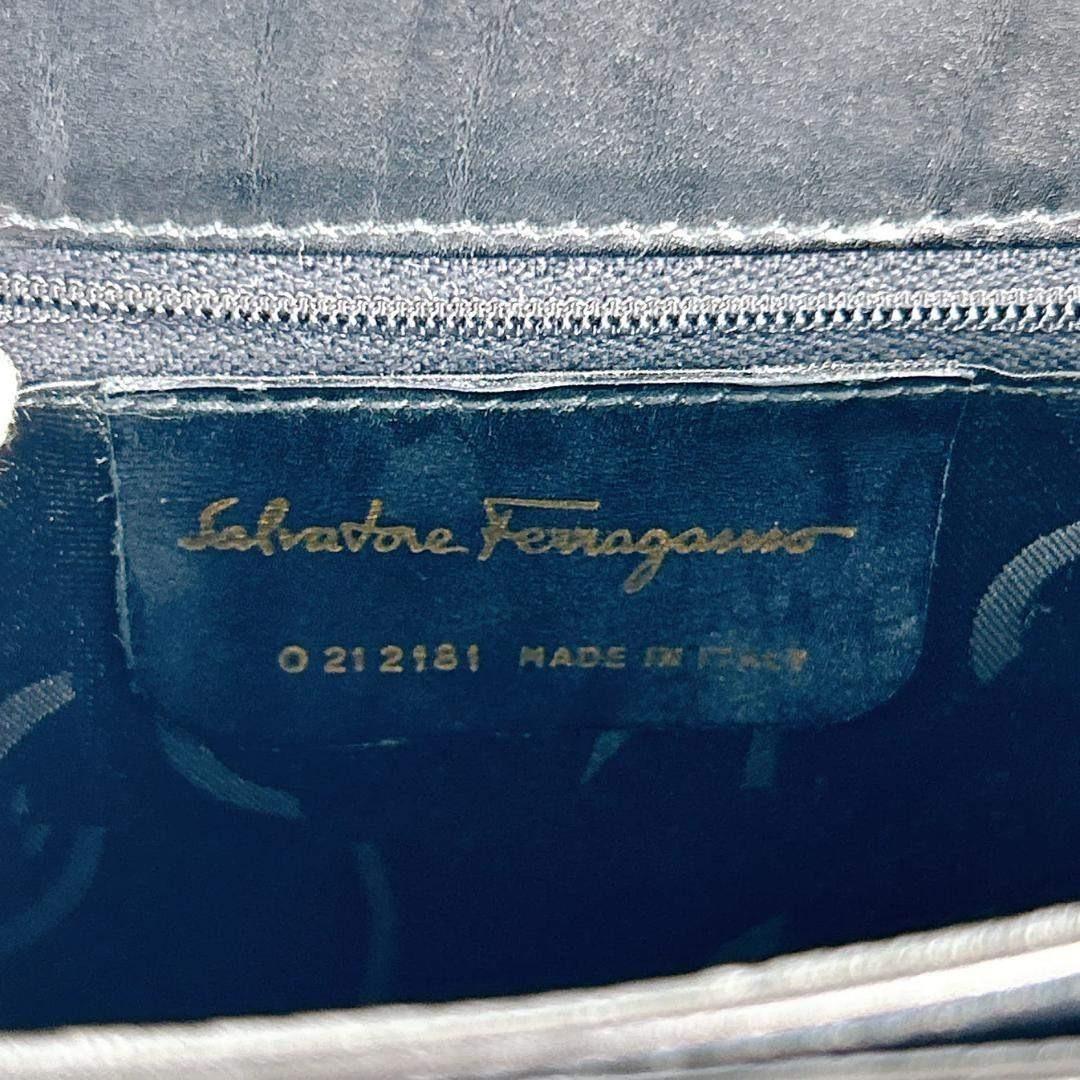 Salvatore Ferragamo
O 21 2181 MADE IN ITALY